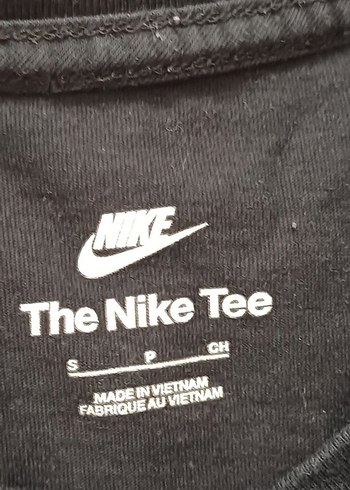 NIKE
The Nike Tee
S P CH
MADE IN VIETNAM
FABRIQUE AU VIETNAM